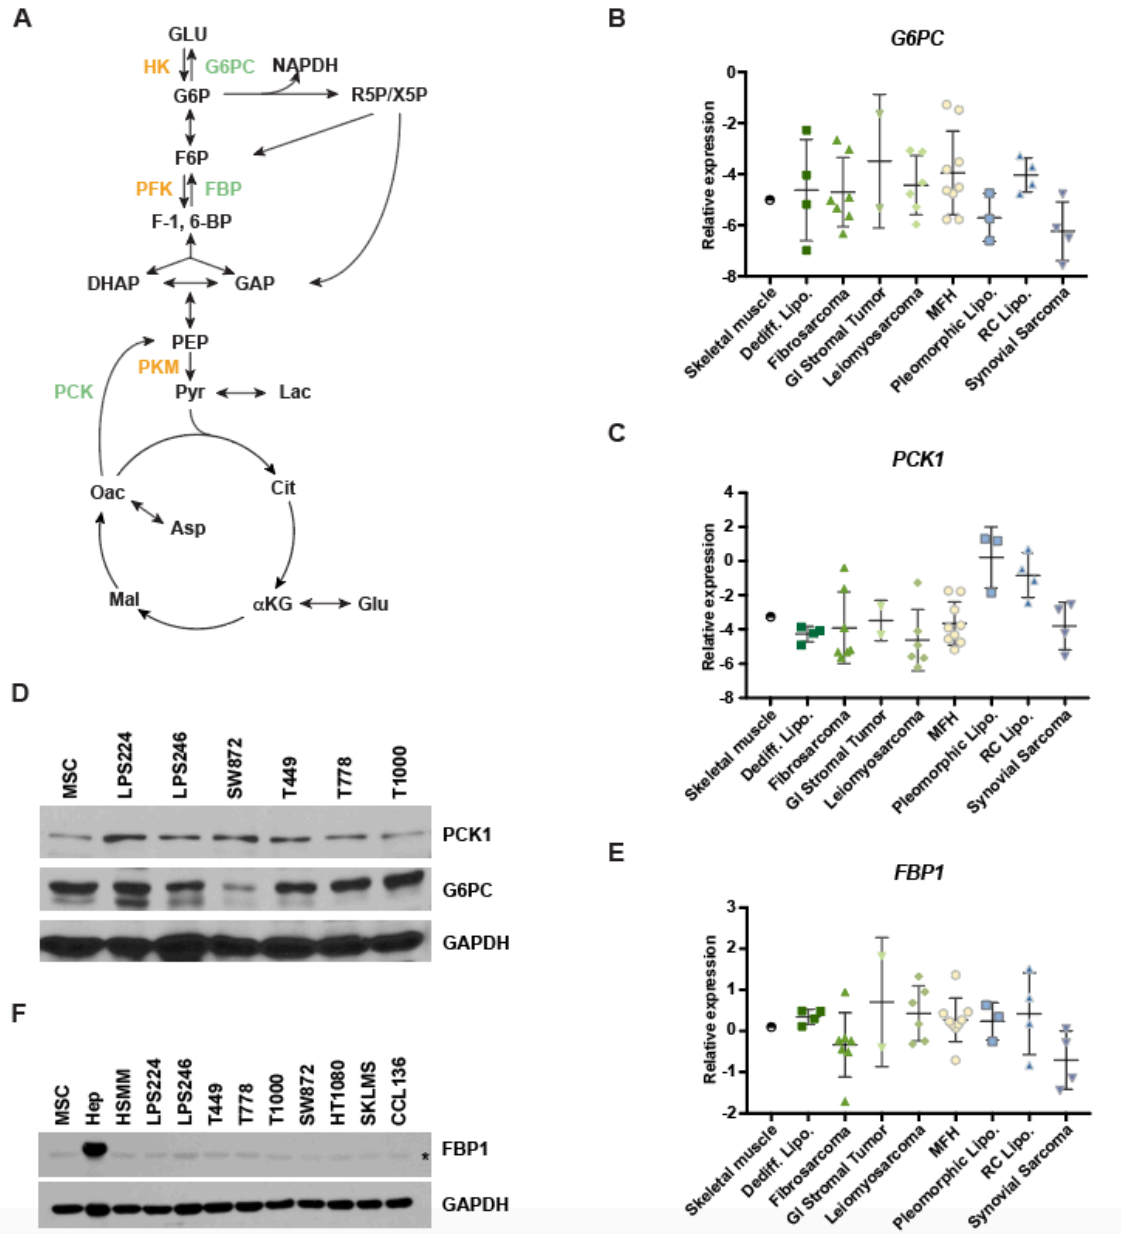 A
GLU
HK G6PC NAPDH
G6P R5P/X5P
F6P
PFK FBP
F-1, 6-BP
DHAP GAP
PEP
PKM
PCK Pyr Lac
Oac Cit
Asp
Mal αKG Glu
B
G6PC
Relative expression
0
-2
-4
-6
-8
Skeletal muscle
Dediff. Lipo.
Fibrosarcoma
GI Stromal Tumor
Leiomyosarcoma
MFH
Pleomorphic Lipo.
RC Lipo.
Synovial Sarcoma
C
PCK1
Relative expression
4
2
0
-2
-4
-6
-8
Skeletal muscle
Dediff. Lipo.
Fibrosarcoma
GI Stromal Tumor
Leiomyosarcoma
MFH
Pleomorphic Lipo.
RC Lipo.
Synovial Sarcoma
D
MSC LPS224 LPS246 SW872 T449 T778 T1000
PCK1
G6PC
GAPDH
E
FBP1
Relative expression
3
2
1
0
-1
-2
Skeletal muscle
Dediff. Lipo.
Fibrosarcoma
GI Stromal Tumor
Leiomyosarcoma
MFH
Pleomorphic Lipo.
RC Lipo.
Synovial Sarcoma
F
MSC Hep HSMM LPS224 LPS246 T449 T778 T1000 SW872 HT1080 SKLMS CCL136
* FBP1
GAPDH